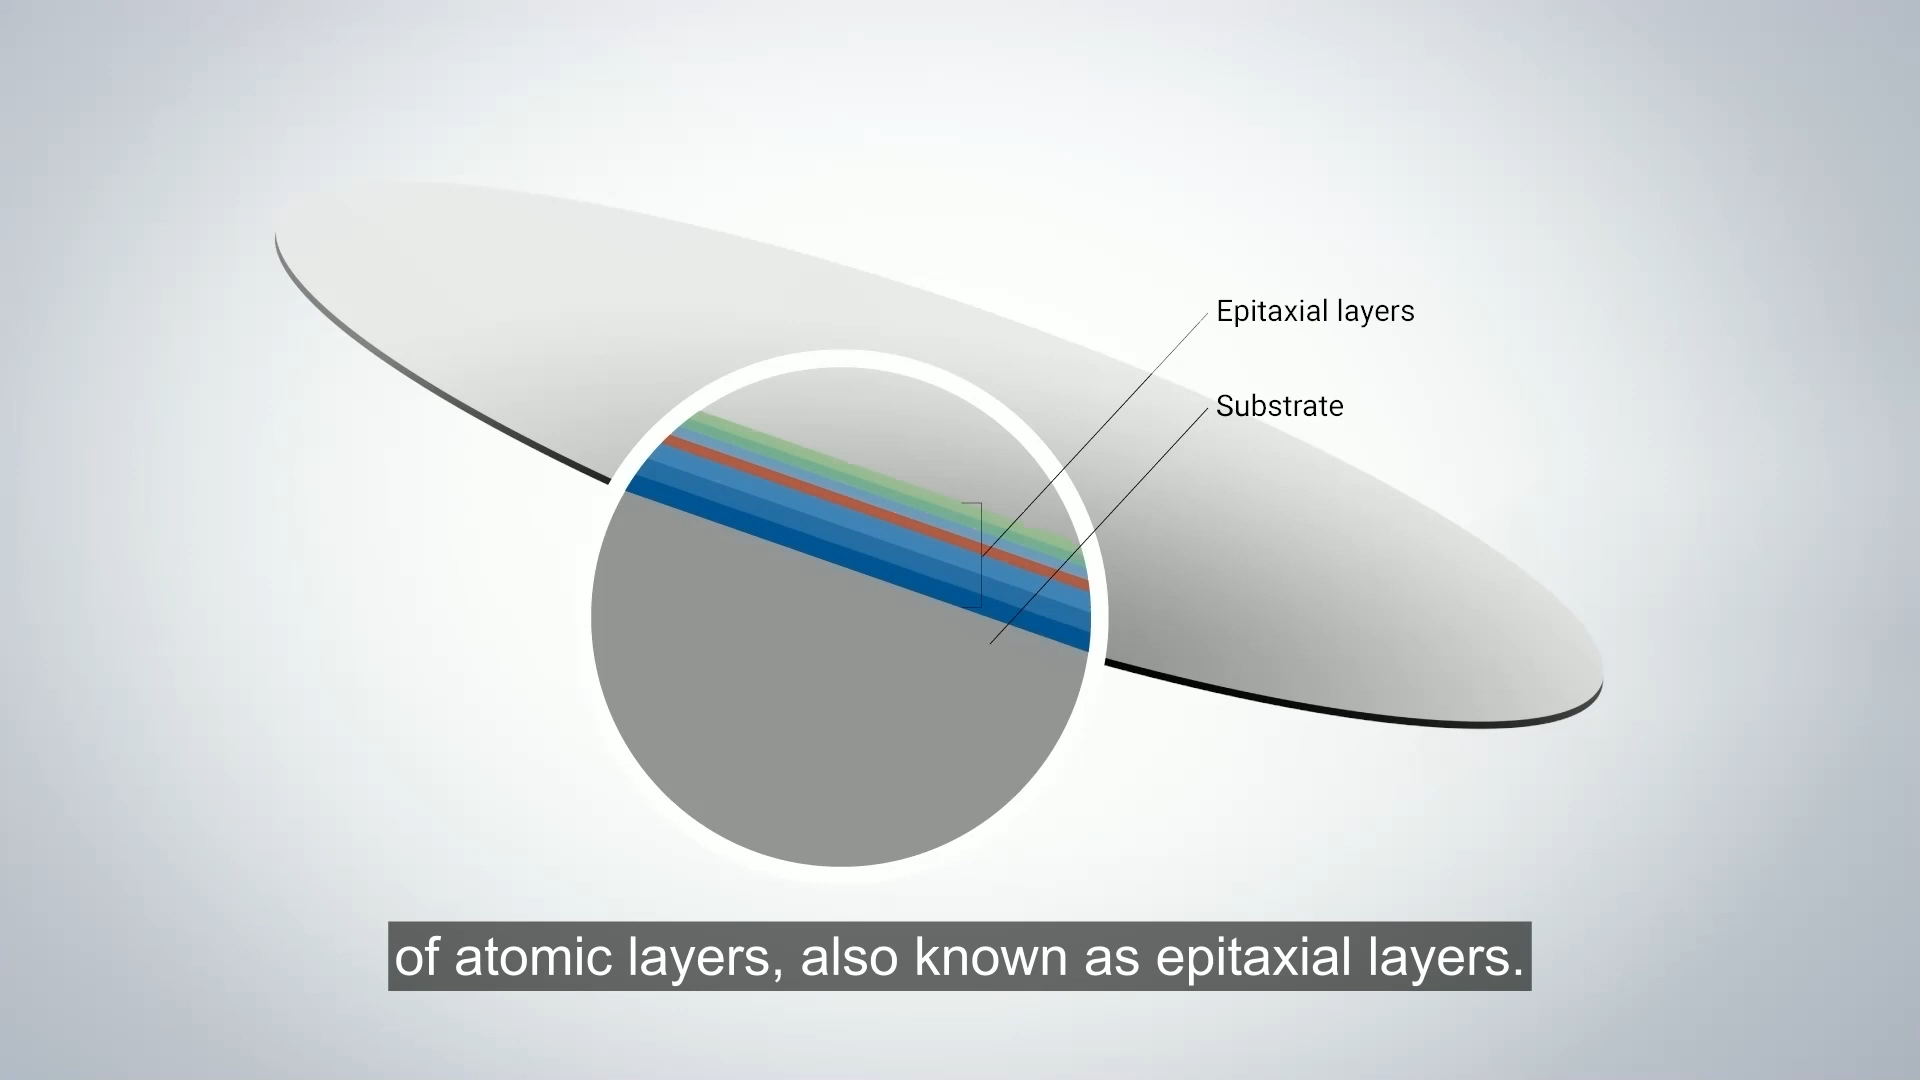 Epitaxial layers
Substrate
of atomic layers, also known as epitaxial layers.